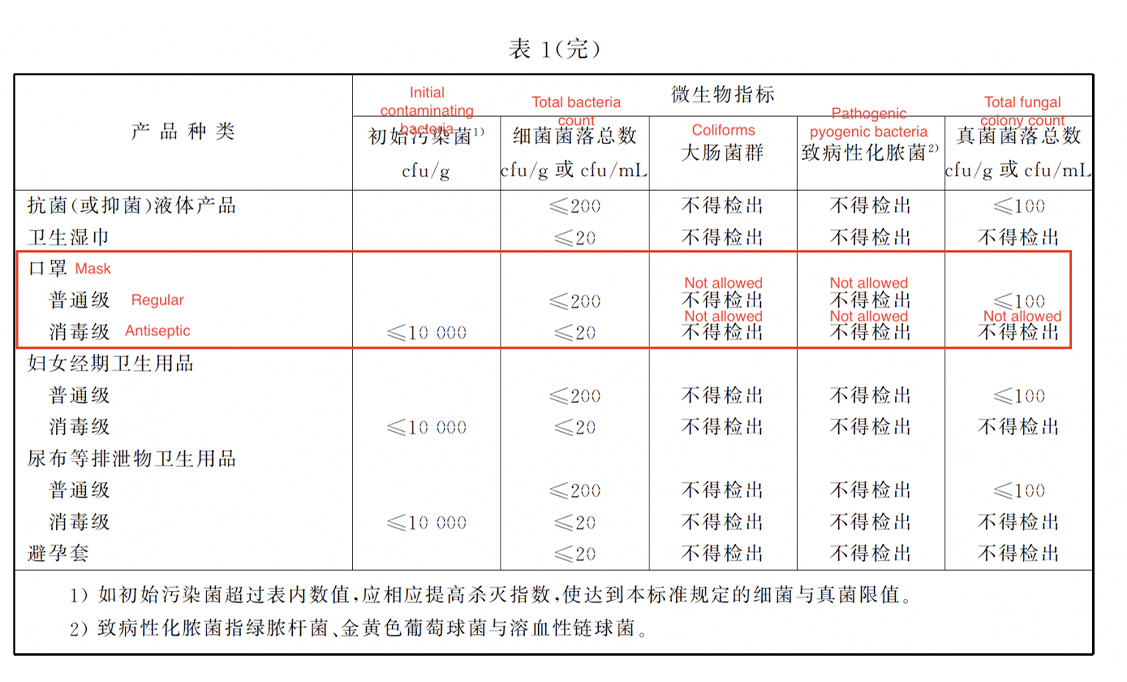 表 1(完)
产 品 种 类
微生物指标
Initial contaminating bacteria
初始污染菌1)
cfu/g
Total bacteria count
细菌菌落总数
cfu/g 或 cfu/mL
Coliforms
大肠菌群
Pathogenic pyogenic bacteria
致病性化脓菌2)
Total fungal colony count
真菌菌落总数
cfu/g 或 cfu/mL
抗菌(或抑菌)液体产品 ≤200 不得检出 不得检出 ≤100
卫生湿巾 ≤20 不得检出 不得检出 不得检出
口罩 Mask
Not allowed Not allowed
普通级 Regular ≤200 不得检出 不得检出 ≤100
Not allowed Not allowed Not allowed
消毒级 Antiseptic ≤10 000 ≤20 不得检出 不得检出 不得检出
妇女经期卫生用品
普通级 ≤200 不得检出 不得检出 ≤100
消毒级 ≤10 000 ≤20 不得检出 不得检出 不得检出
尿布等排泄物卫生用品
普通级 ≤200 不得检出 不得检出 ≤100
消毒级 ≤10 000 ≤20 不得检出 不得检出 不得检出
避孕套 ≤20 不得检出 不得检出 不得检出
1) 如初始污染菌超过表内数值,应相应提高杀灭指数,使达到本标准规定的细菌与真菌限值。
2) 致病性化脓菌指绿脓杆菌、金黄色葡萄球菌与溶血性链球菌。